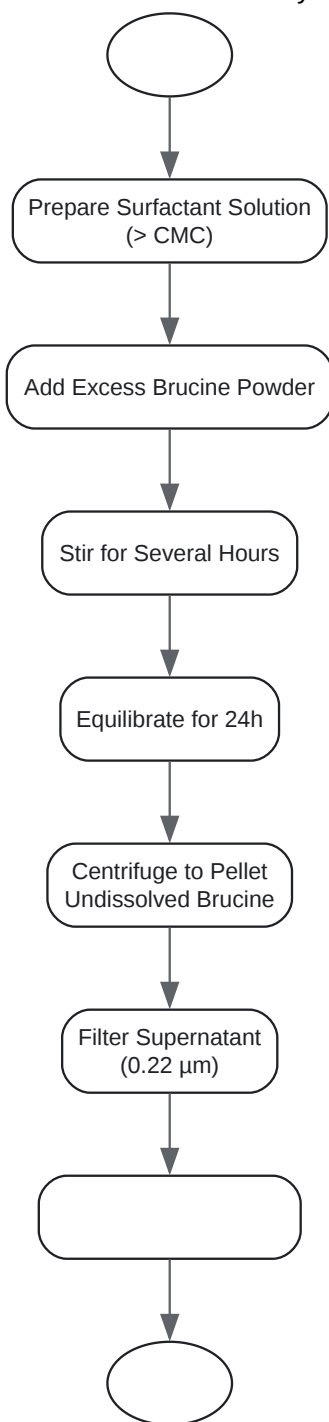 Prepare Surfactant Solution
(> CMC)
Add Excess Brucine Powder
Stir for Several Hours
Equilibrate for 24h
Centrifuge to Pellet
Undissolved Brucine
Filter Supernatant
(0.22 µm)